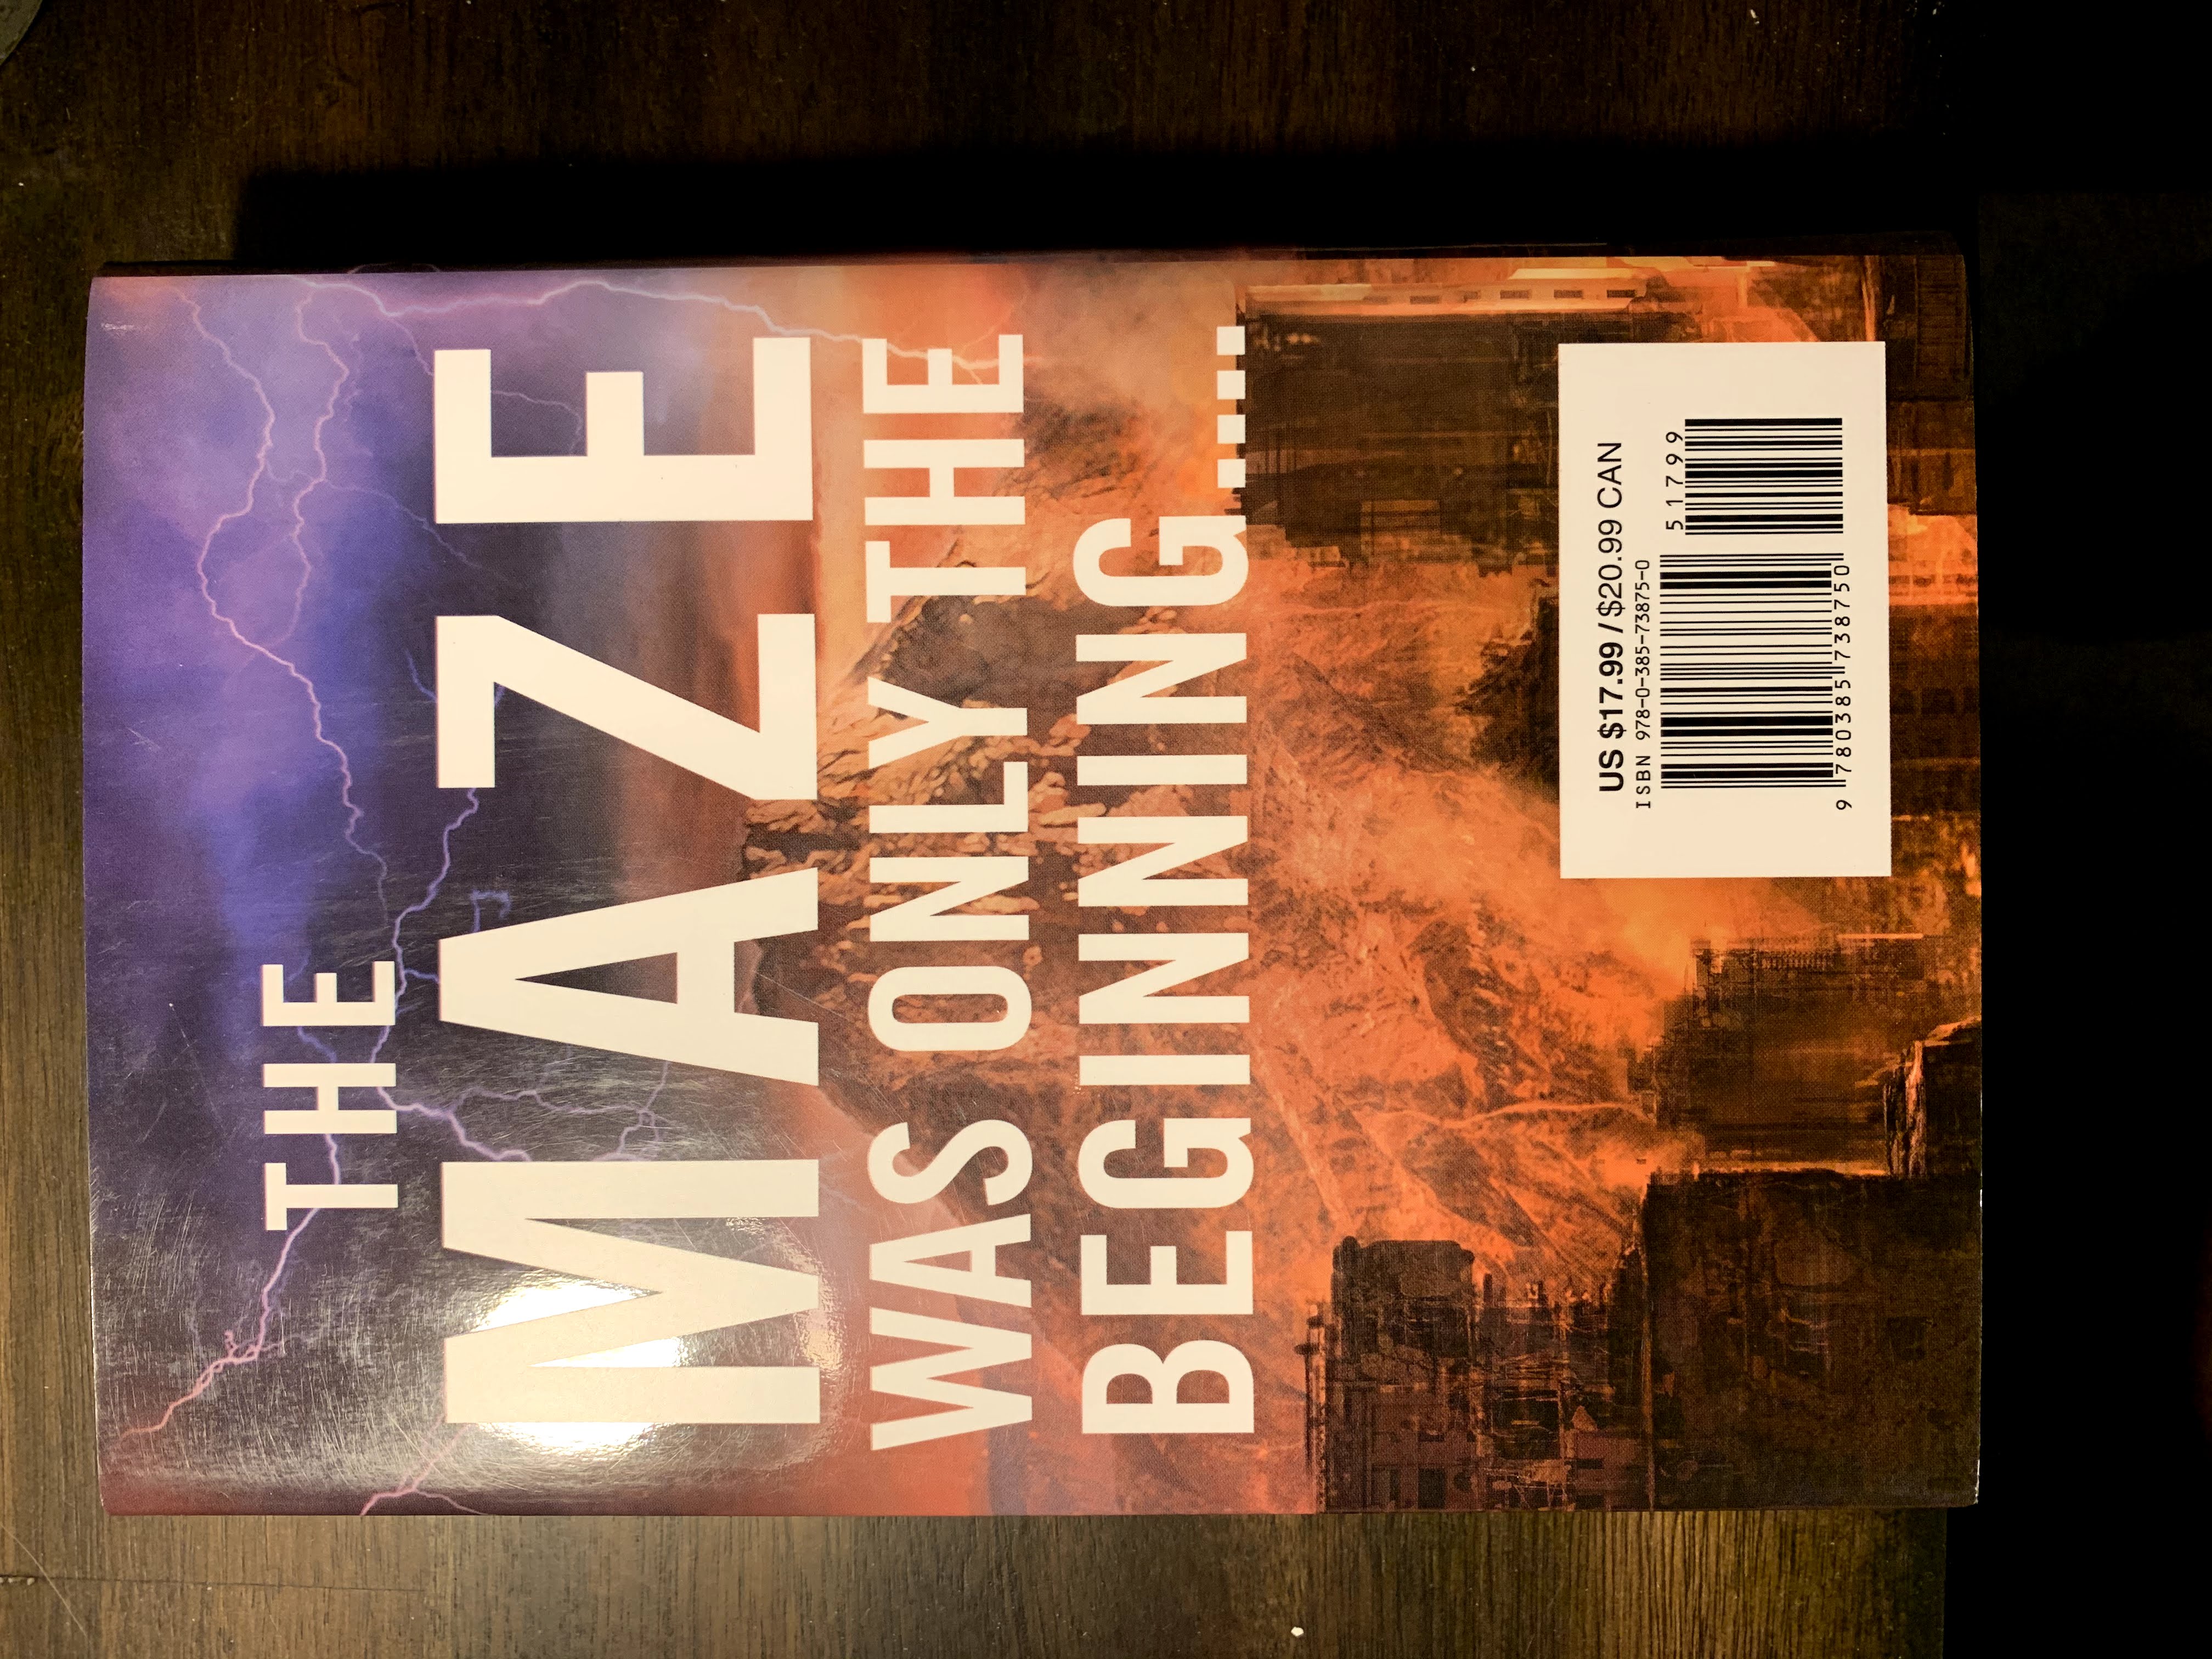 THE
MAZE
WAS ONLY THE
BEGINNING....
US $17.99 / $20.99 CAN
ISBN 978-0-385-73875-0
51799
9 780385 738750